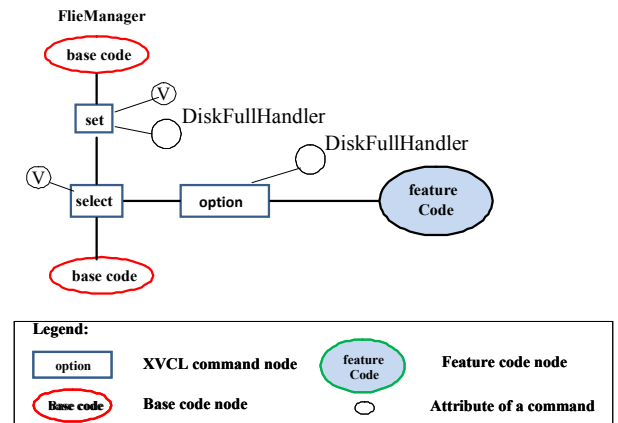 FlieManager
base code
V
set
DiskFullHandler
DiskFullHandler
V
select
option
feature
Code
base code
Legend:
option
XVCL command node
feature
Code
Feature code node
Base code
Base code node
Attribute of a command